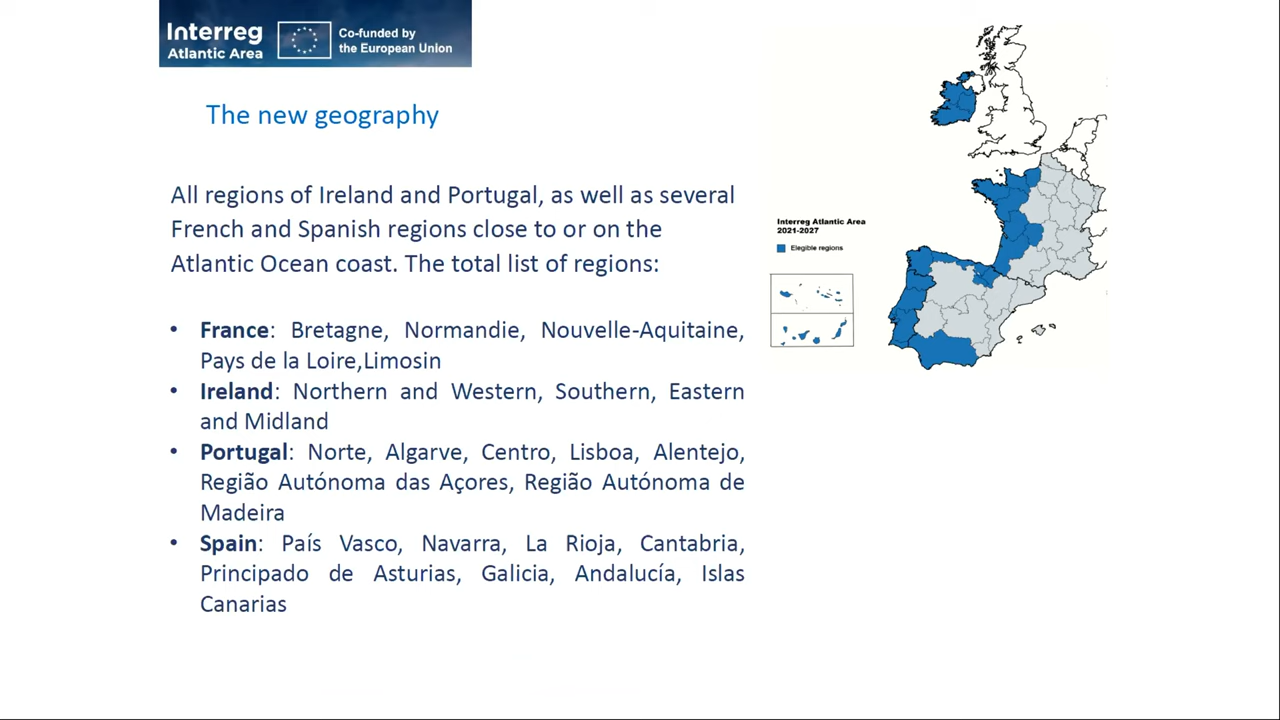 Interreg
Atlantic Area
Co-funded by
the European Union
The new geography
All regions of Ireland and Portugal, as well as several
French and Spanish regions close to or on the
Atlantic Ocean coast. The total list of regions:
• France: Bretagne, Normandie, Nouvelle-Aquitaine,
Pays de la Loire,Limosin
• Ireland: Northern and Western, Southern, Eastern
and Midland
• Portugal: Norte, Algarve, Centro, Lisboa, Alentejo,
Região Autónoma das Açores, Região Autónoma de
Madeira
• Spain: País Vasco, Navarra, La Rioja, Cantabria,
Principado de Asturias, Galicia, Andalucía, Islas
Canarias
Interreg Atlantic Area
2021-2027
Elegible regions